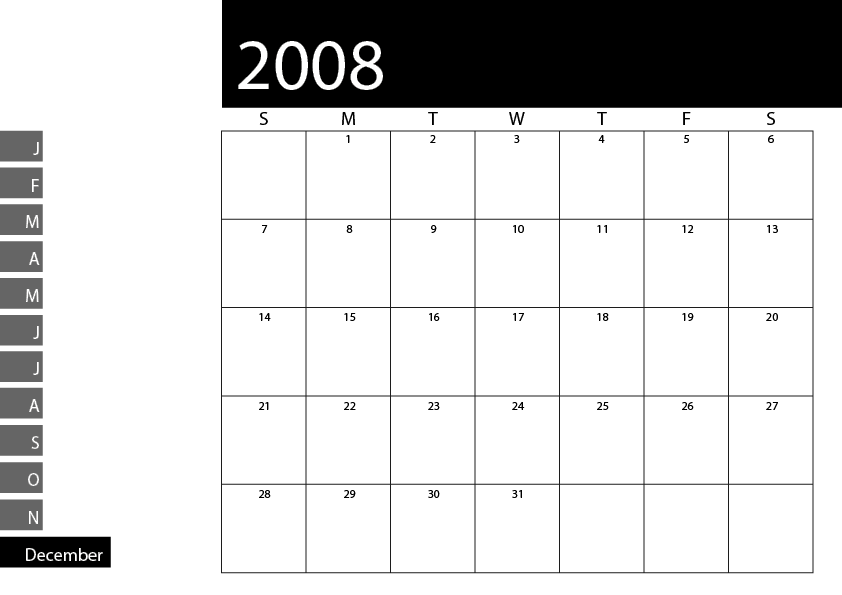 2008
S M T W T F S
1 2 3 4 5 6
7 8 9 10 11 12 13
14 15 16 17 18 19 20
21 22 23 24 25 26 27
28 29 30 31
J
F
M
A
M
J
J
A
S
O
N
December